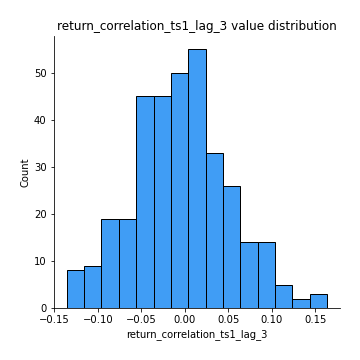 return_correlation_ts1_lag_3 value distribution
Count
50
40
30
20
10
0
−0.15 −0.10 −0.05 0.00 0.05 0.10 0.15
return_correlation_ts1_lag_3